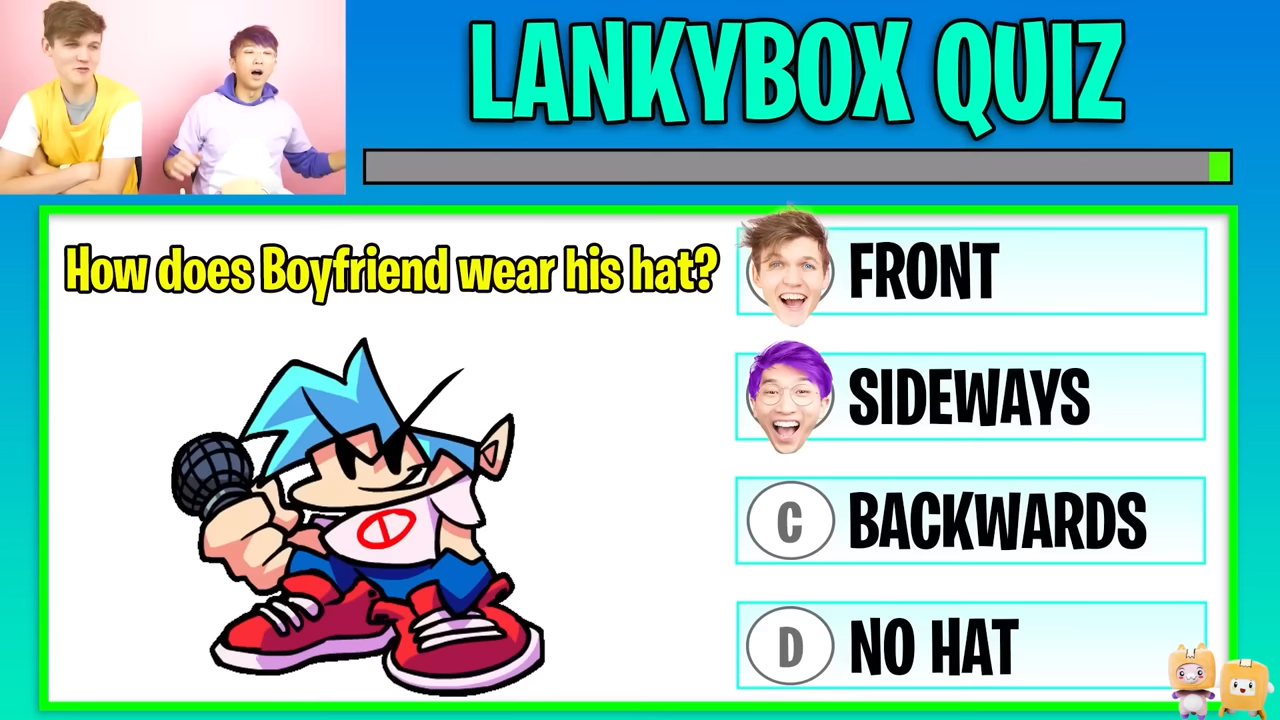 LANKYBOX QUIZ
How does Boyfriend wear his hat?
FRONT
SIDEWAYS
C BACKWARDS
D NO HAT